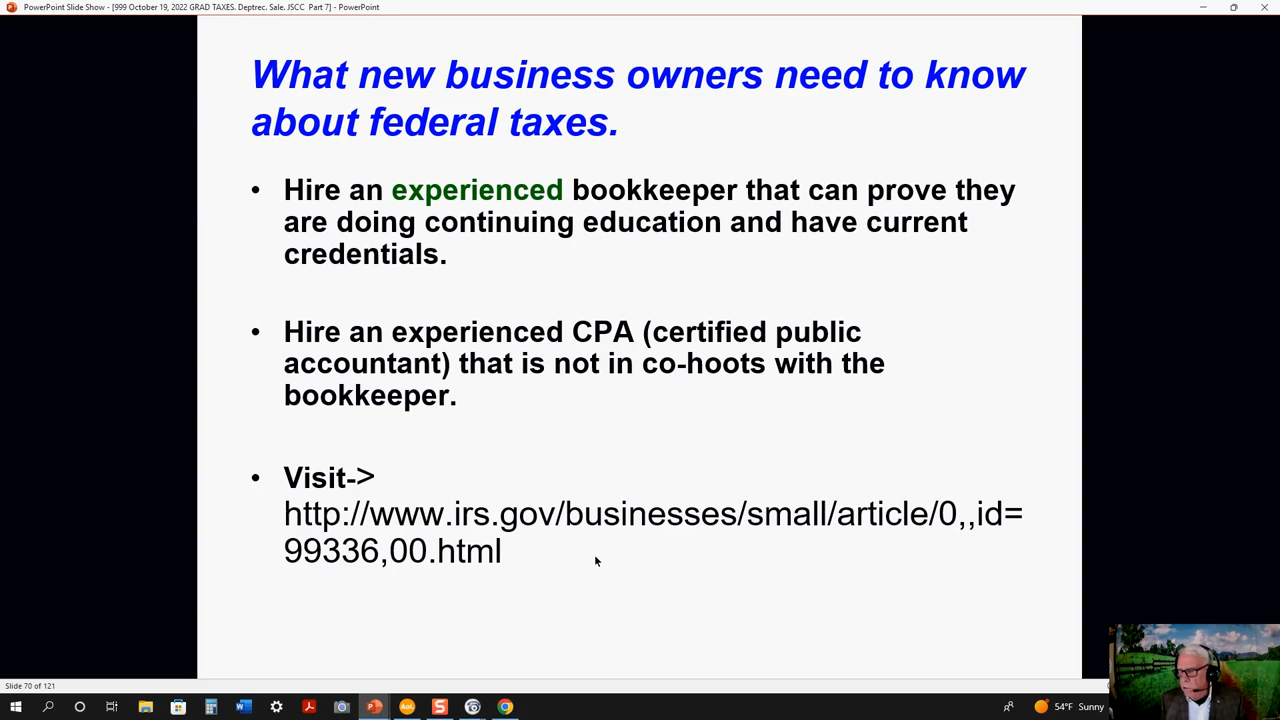 PowerPoint Slide Show - [999 October 19, 2022 GRAD TAXES. Deptrec. Sale. JSCC Part 7] - PowerPoint
What new business owners need to know
about federal taxes.
• Hire an experienced bookkeeper that can prove they
are doing continuing education and have current
credentials.
• Hire an experienced CPA (certified public
accountant) that is not in co-hoots with the
bookkeeper.
• Visit->
http://www.irs.gov/businesses/small/article/0,,id=
99336,00.html
Slide 70 of 121
Aol.
54°F Sunny